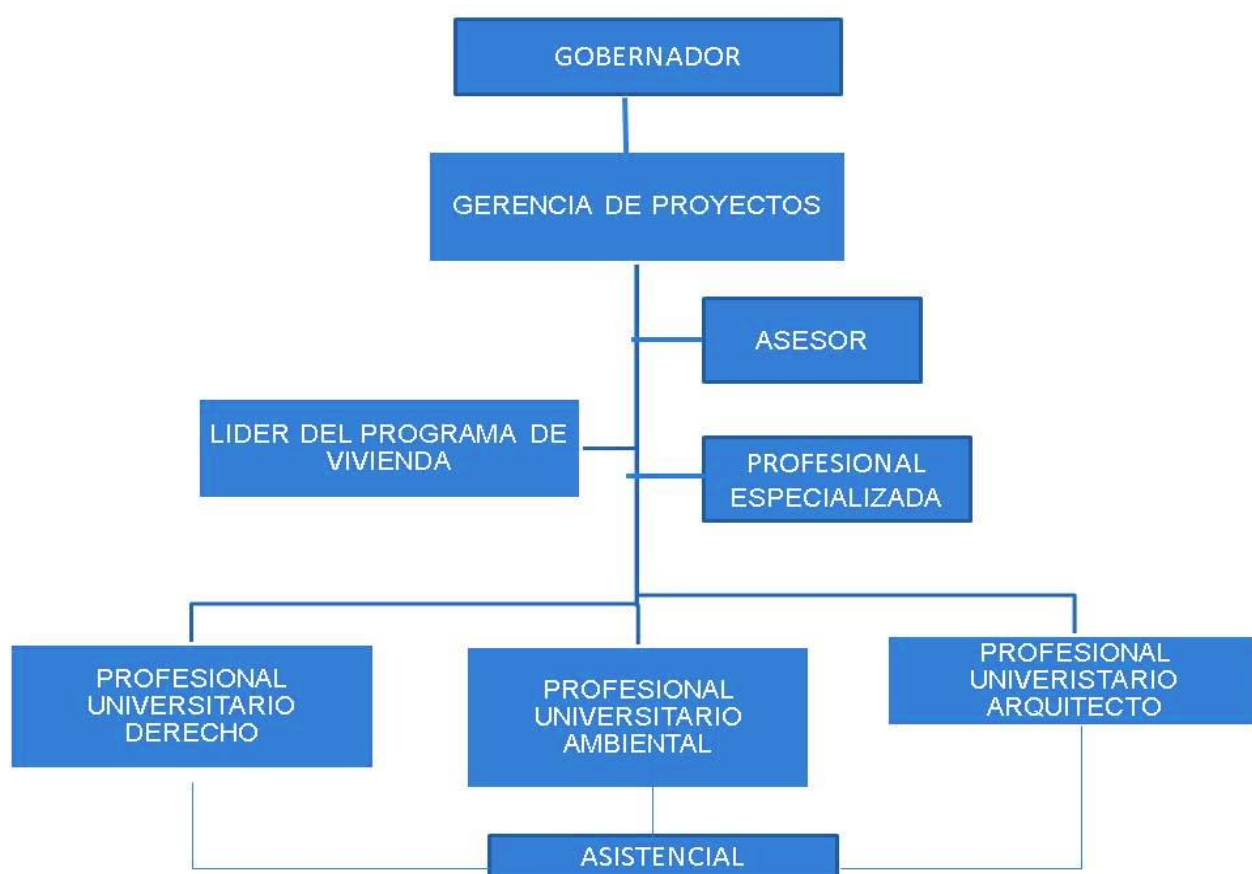 GOBERNADOR
GERENCIA DE PROYECTOS
ASESOR
LIDER DEL PROGRAMA DE
VIVIENDA
PROFESIONAL
ESPECIALIZADA
PROFESIONAL
UNIVERSITARIO
DERECHO
PROFESIONAL
UNIVERSITARIO
AMBIENTAL
PROFESIONAL
UNIVERISTARIO
ARQUITECTO
ASISTENCIAL